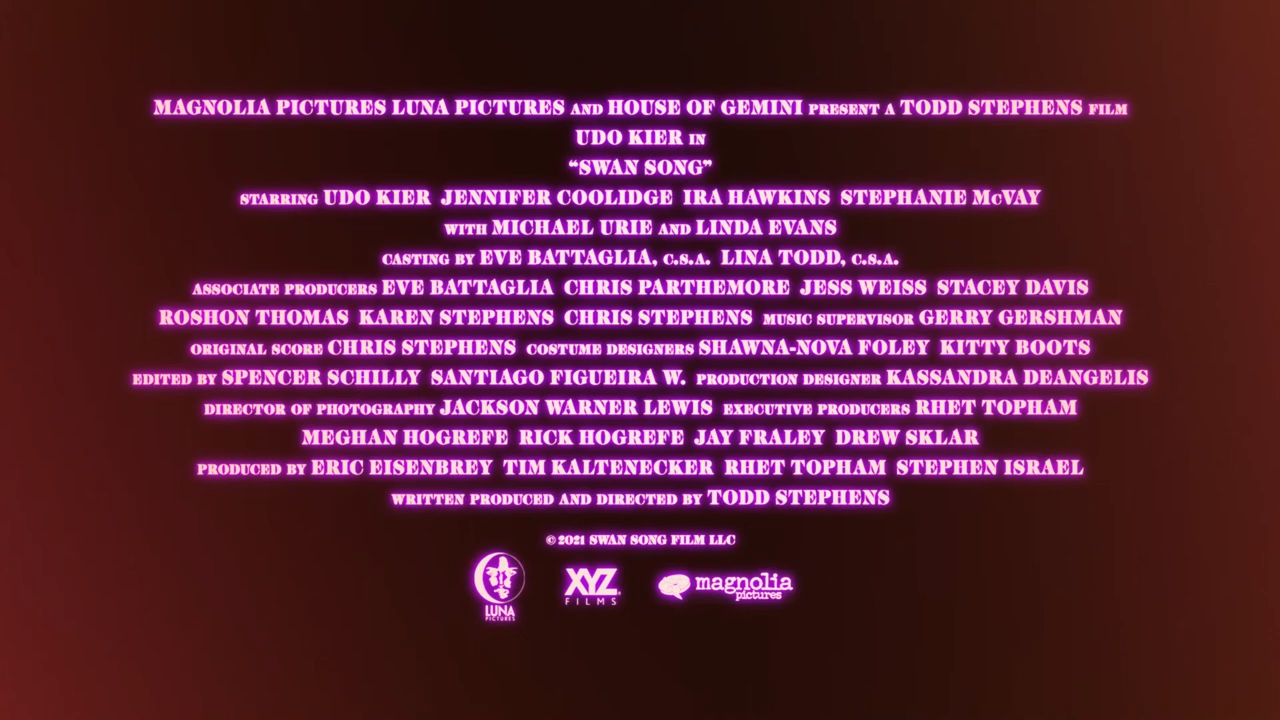 MAGNOLIA PICTURES LUNA PICTURES AND HOUSE OF GEMINI PRESENT A TODD STEPHENS FILM
UDO KIER IN
“SWAN SONG”
STARRING UDO KIER JENNIFER COOLIDGE IRA HAWKINS STEPHANIE McVAY
WITH MICHAEL URIE AND LINDA EVANS
CASTING BY EVE BATTAGLIA, C.S.A. LINA TODD, C.S.A.
ASSOCIATE PRODUCERS EVE BATTAGLIA CHRIS PARTHEMORE JESS WEISS STACEY DAVIS
ROSHON THOMAS KAREN STEPHENS CHRIS STEPHENS MUSIC SUPERVISOR GERRY GERSHMAN
ORIGINAL SCORE CHRIS STEPHENS COSTUME DESIGNERS SHAWNA-NOVA FOLEY KITTY BOOTS
EDITED BY SPENCER SCHILLY SANTIAGO FIGUEIRA W. PRODUCTION DESIGNER KASSANDRA DEANGELIS
DIRECTOR OF PHOTOGRAPHY JACKSON WARNER LEWIS EXECUTIVE PRODUCERS RHET TOPHAM
MEGHAN HOGREFE RICK HOGREFE JAY FRALEY DREW SKLAR
PRODUCED BY ERIC EISENBREY TIM KALTENECKER RHET TOPHAM STEPHEN ISRAEL
WRITTEN PRODUCED AND DIRECTED BY TODD STEPHENS
© 2021 SWAN SONG FILM LLC
LUNA
PICTURES
XYZ
FILMS
magnolia
pictures